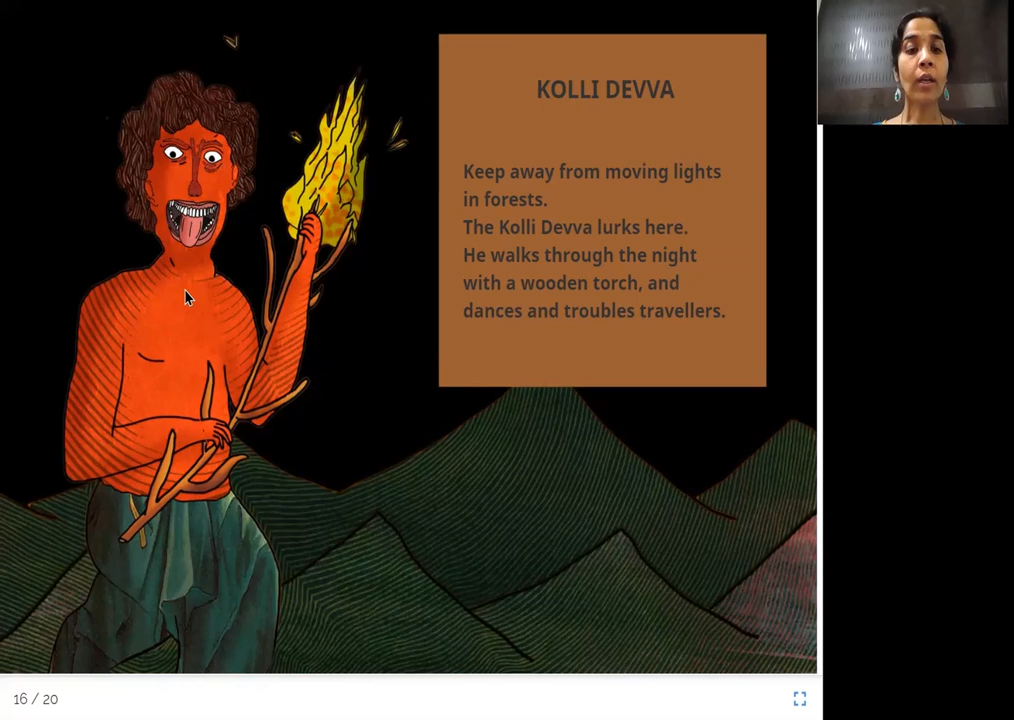 KOLLI DEVVA
Keep away from moving lights
in forests.
The Kolli Devva lurks here.
He walks through the night
with a wooden torch, and
dances and troubles travellers.
16 / 20